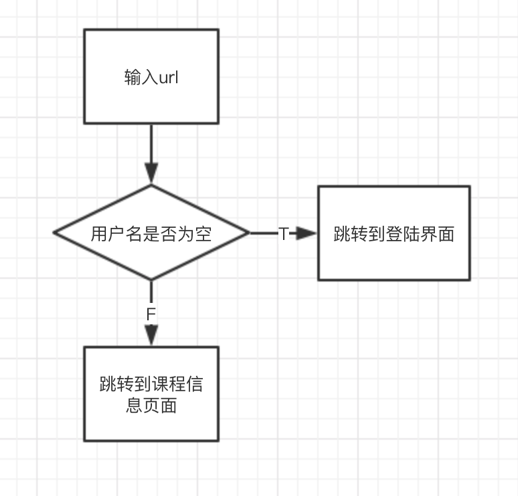 输入url
用户名是否为空
T
跳转到登陆界面
F
跳转到课程信
息页面